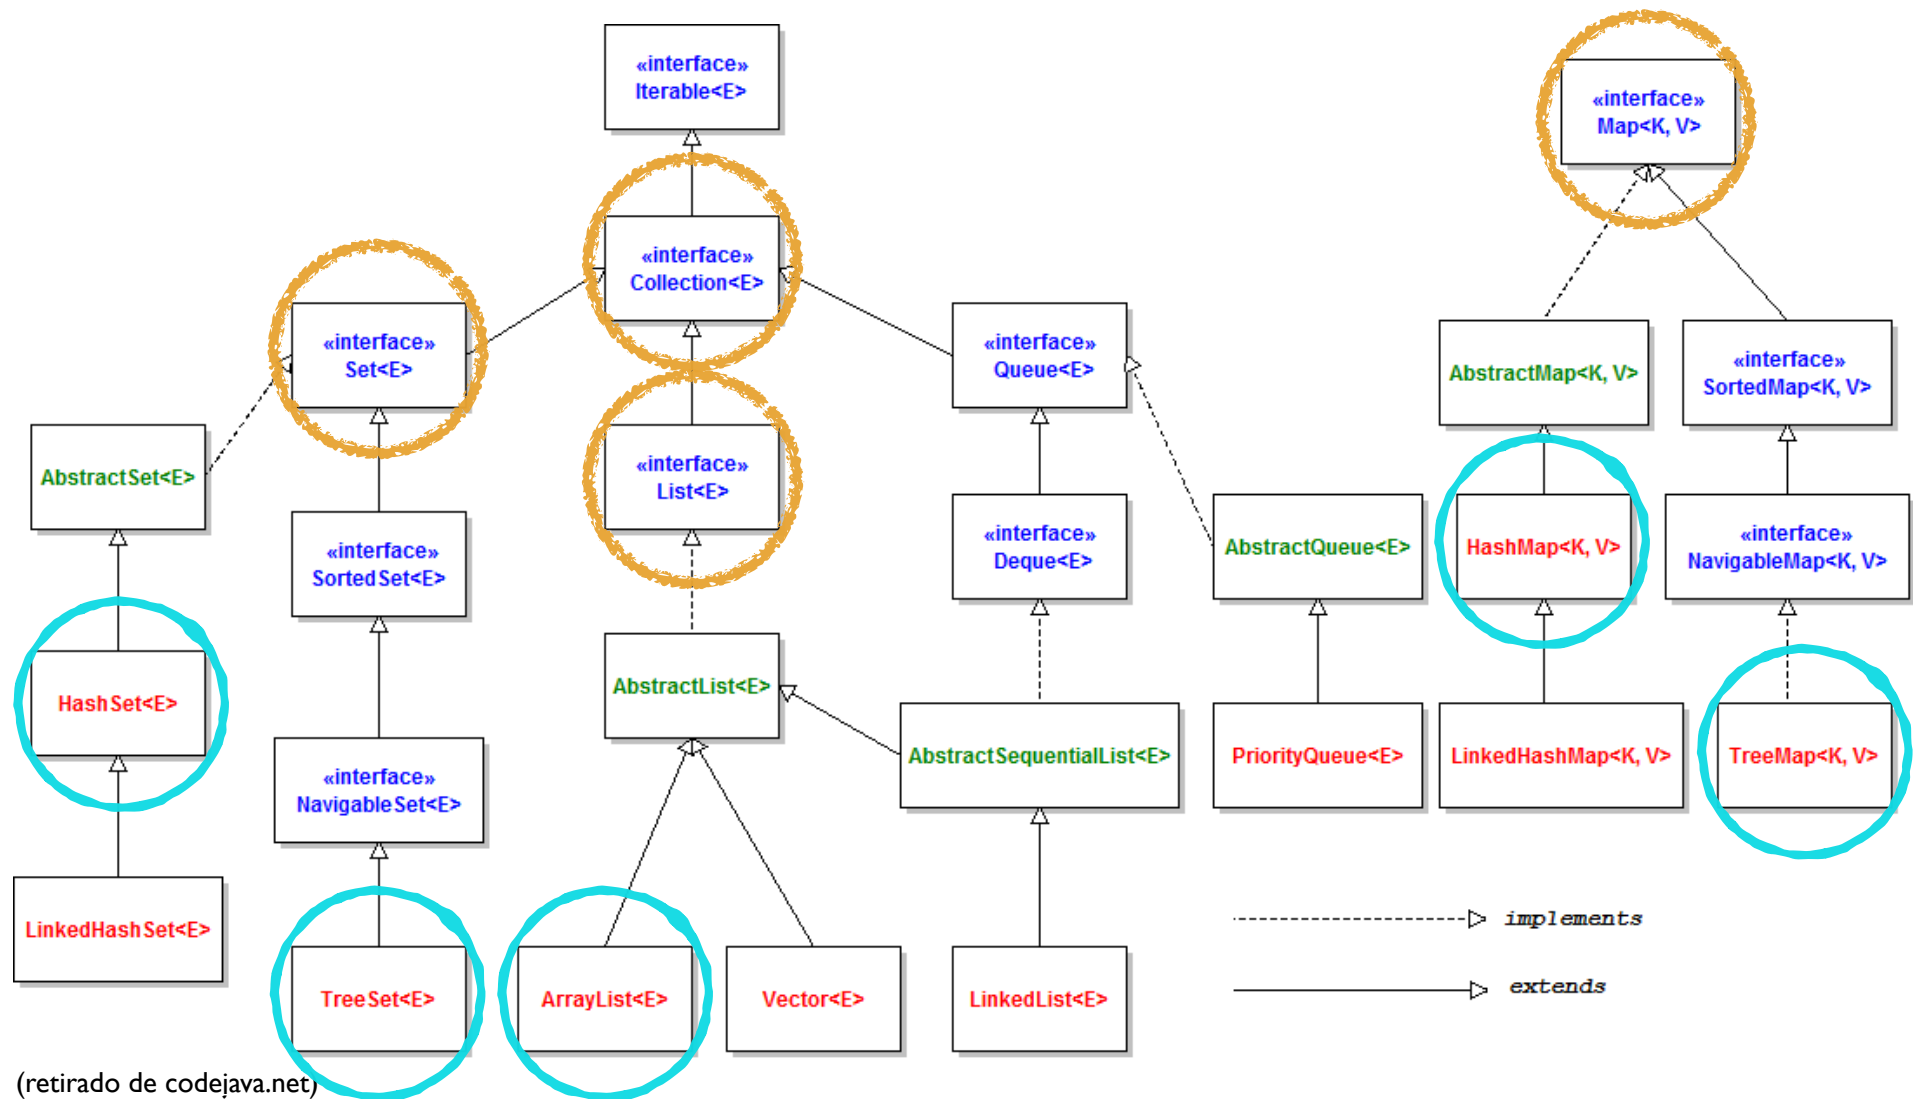 «interface»
Iterable<E>
«interface»
Map<K, V>
«interface»
Collection<E>
«interface»
Set<E>
«interface»
Queue<E>
AbstractMap<K, V>
«interface»
SortedMap<K, V>
AbstractSet<E>
«interface»
List<E>
«interface»
SortedSet<E>
«interface»
Deque<E>
AbstractQueue<E>
HashMap<K, V>
«interface»
NavigableMap<K, V>
HashSet<E>
AbstractList<E>
«interface»
NavigableSet<E>
AbstractSequentialList<E>
PriorityQueue<E>
LinkedHashMap<K, V>
TreeMap<K, V>
LinkedHashSet<E>
TreeSet<E>
ArrayList<E>
Vector<E>
LinkedList<E>
implements
extends
(retirado de codejava.net)